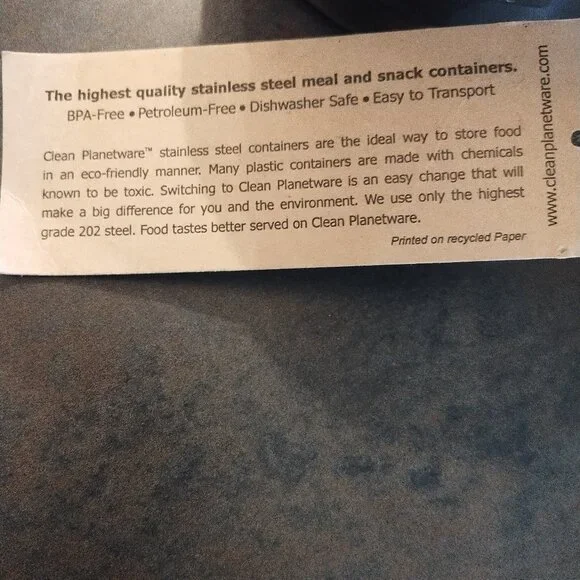 The highest quality stainless steel meal and snack containers.
BPA-Free • Petroleum-Free • Dishwasher Safe • Easy to Transport
Clean Planetware™ stainless steel containers are the ideal way to store food
in an eco-friendly manner. Many plastic containers are made with chemicals
known to be toxic. Switching to Clean Planetware is an easy change that will
make a big difference for you and the environment. We use only the highest
grade 202 steel. Food tastes better served on Clean Planetware.
Printed on recycled Paper
www.cleanplanetware.com